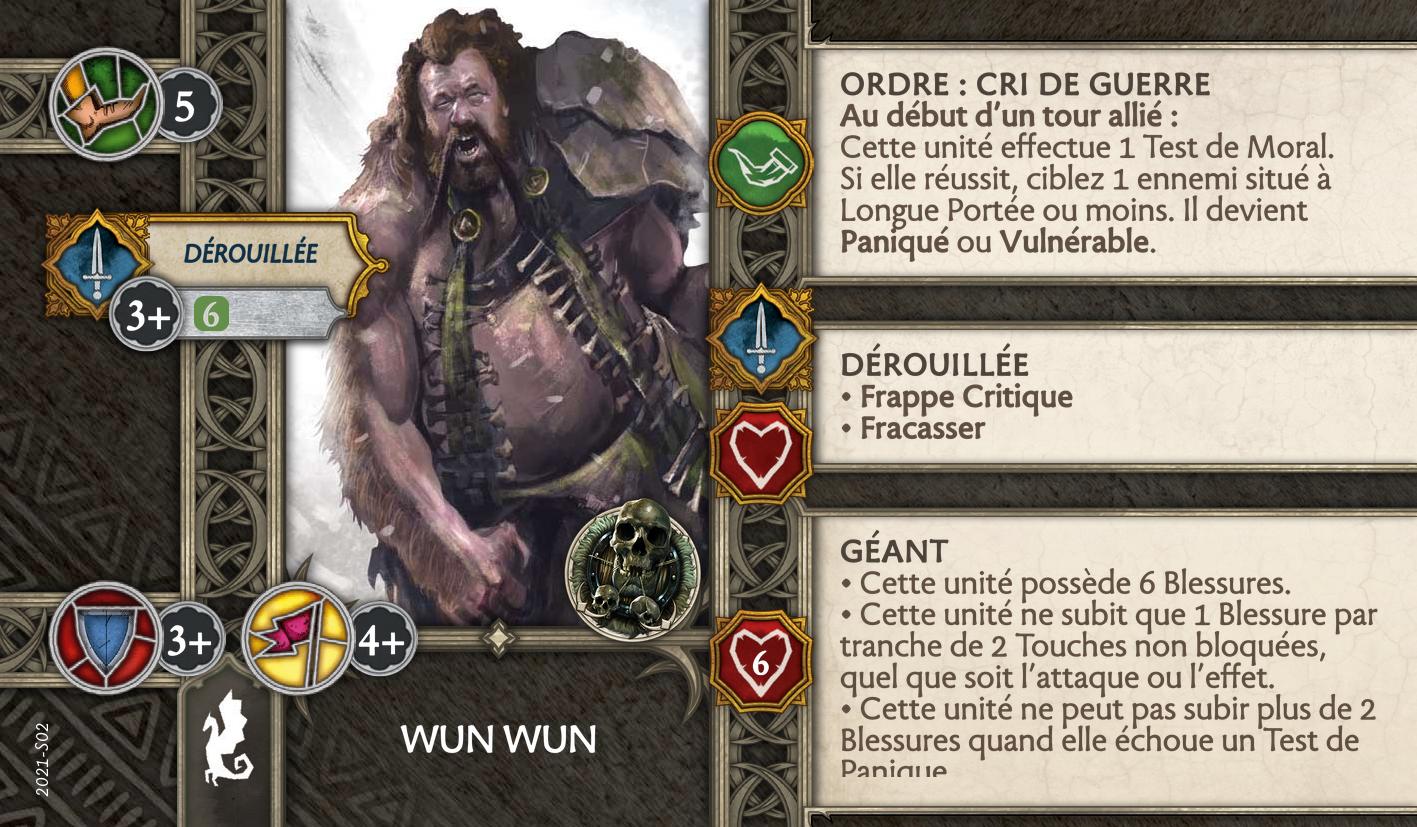 5
DÉROUILLÉE
3+ 6
3+
4+
WUN WUN
2021-S02
ORDRE : CRI DE GUERRE
Au début d'un tour allié :
Cette unité effectue 1 Test de Moral.
Si elle réussit, ciblez 1 ennemi situé à
Longue Portée ou moins. Il devient
Paniqué ou Vulnérable.
DÉROUILLÉE
• Frappe Critique
• Fracasser
6
GÉANT
• Cette unité possède 6 Blessures.
• Cette unité ne subit que 1 Blessure par
tranche de 2 Touches non bloquées,
quel que soit l'attaque ou l'effet.
• Cette unité ne peut pas subir plus de 2
Blessures quand elle échoue un Test de
Panique